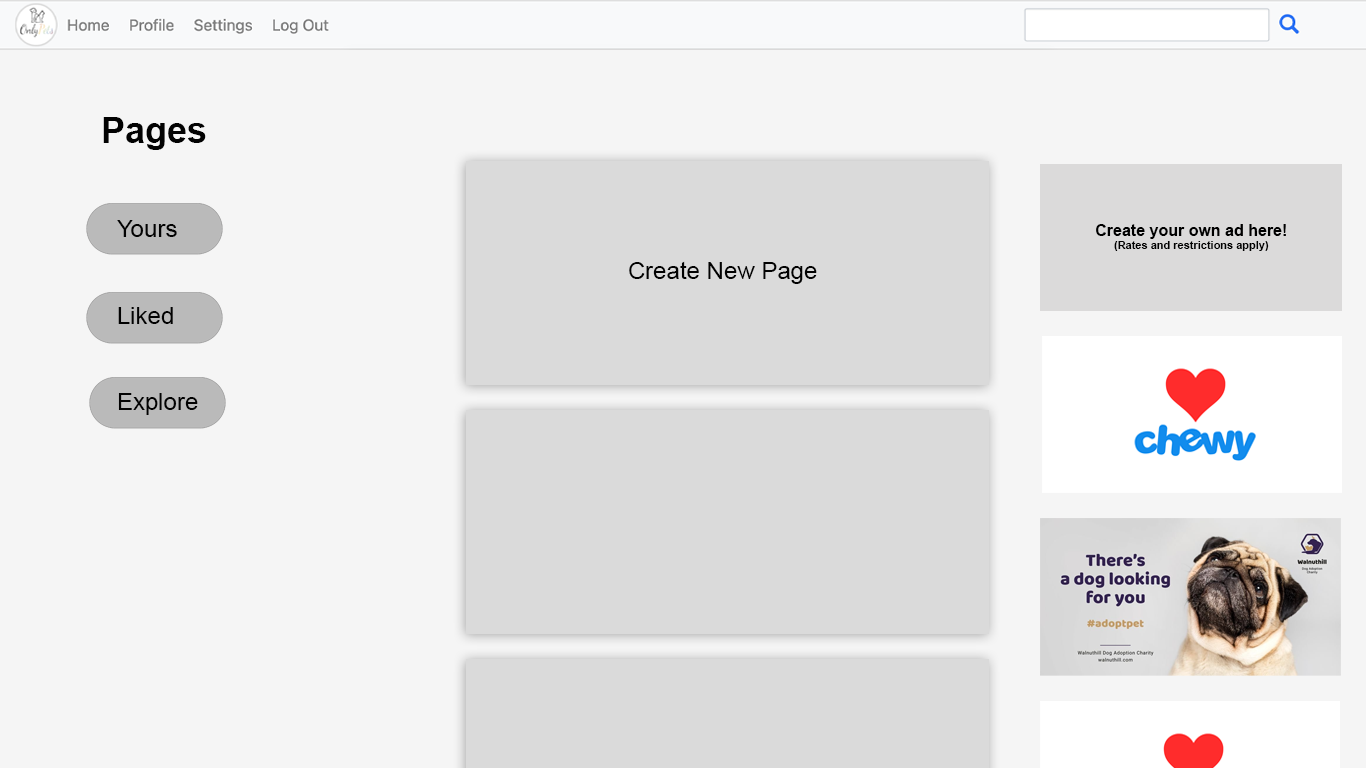 OnlyPets
Home Profile Settings Log Out
Pages
Yours
Liked
Explore
Create New Page
Create your own ad here!
(Rates and restrictions apply)
chewy
There's
a dog looking
for you
#adoptpet
Walnuthill Dog Adoption Charity
walnuthill.com
Walnuthill
Dog Adoption
Charity